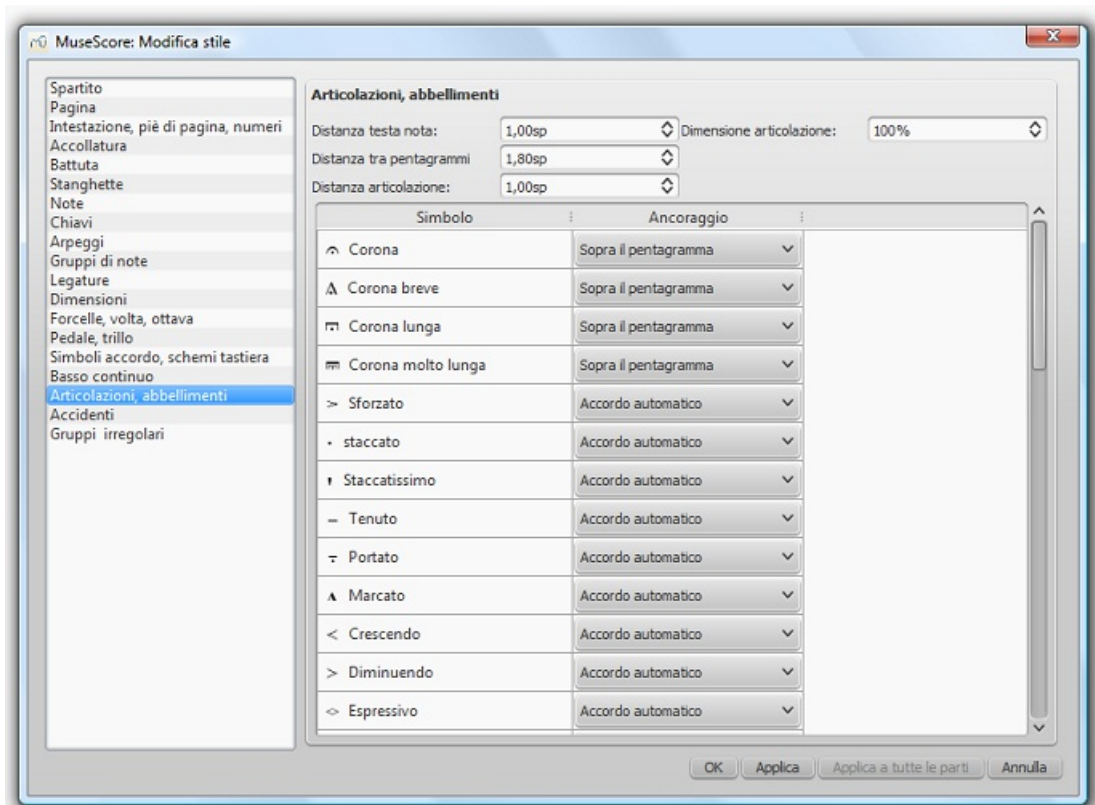 MuseScore: Modifica stile
Spartito
Pagina
Intestazione, piè di pagina, numeri
Accollatura
Battuta
Stanghette
Note
Chiavi
Arpeggi
Gruppi di note
Legature
Dimensioni
Forcelle, volta, ottava
Pedale, trillo
Simboli accordo, schemi tastiera
Basso continuo
Articolazioni, abbellimenti
Accidenti
Gruppi irregolari
Articolazioni, abbellimenti
Distanza testa nota: 1,00sp Dimensione articolazione: 100%
Distanza tra pentagrammi 1,80sp
Distanza articolazione: 1,00sp
Simbolo Ancoraggio
Corona Sopra il pentagramma
Corona breve Sopra il pentagramma
Corona lunga Sopra il pentagramma
Corona molto lunga Sopra il pentagramma
Sforzato Accordo automatico
staccato Accordo automatico
Staccatissimo Accordo automatico
Tenuto Accordo automatico
Portato Accordo automatico
Marcato Accordo automatico
Crescendo Accordo automatico
Diminuendo Accordo automatico
Espressivo Accordo automatico
OK Applica Applica a tutte le parti Annulla